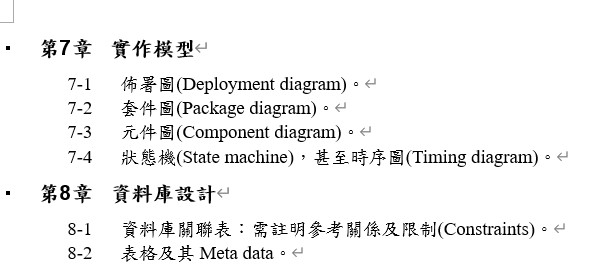 第7章 實作模型
7-1 佈署圖(Deployment diagram)。
7-2 套件圖(Package diagram)。
7-3 元件圖(Component diagram)。
7-4 狀態機(State machine)，甚至時序圖(Timing diagram)。
第8章 資料庫設計
8-1 資料庫關聯表：需註明參考關係及限制(Constraints)。
8-2 表格及其 Meta data。